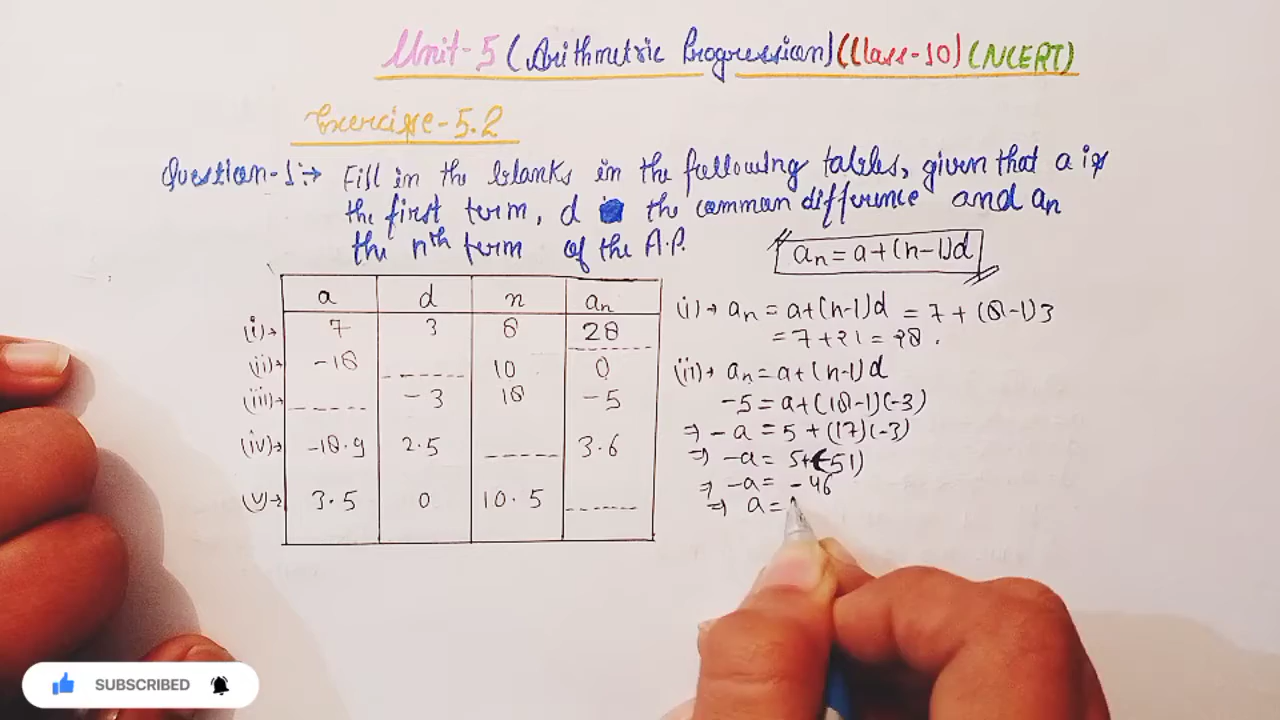 Unit-5 (Arithmetric Progression) (Class-10) (NCERT)
Exercise-5.2
Question-1:→ Fill in the blanks in the following tables, given that a is
the first term, d the common difference and an
the nth term of the A.P.
an = a+(n-1)d
a d n an
(i)→ 7 3 8 28
(ii)→ -18 ------ 10 0
(iii)→ ------ -3 18 -5
(iv)→ -18.9 2.5 ------ 3.6
(v)→ 3.5 0 10.5 ------
(i)→ an = a+(n-1)d = 7+(8-1)3
= 7+21 = 28.
(ii)→ an = a+(n-1)d
-5 = a+(18-1)(-3)
⇒ -a = 5+(17)(-3)
⇒ -a = 5+(-51)
⇒ -a = -46
⇒ a =
SUBSCRIBED